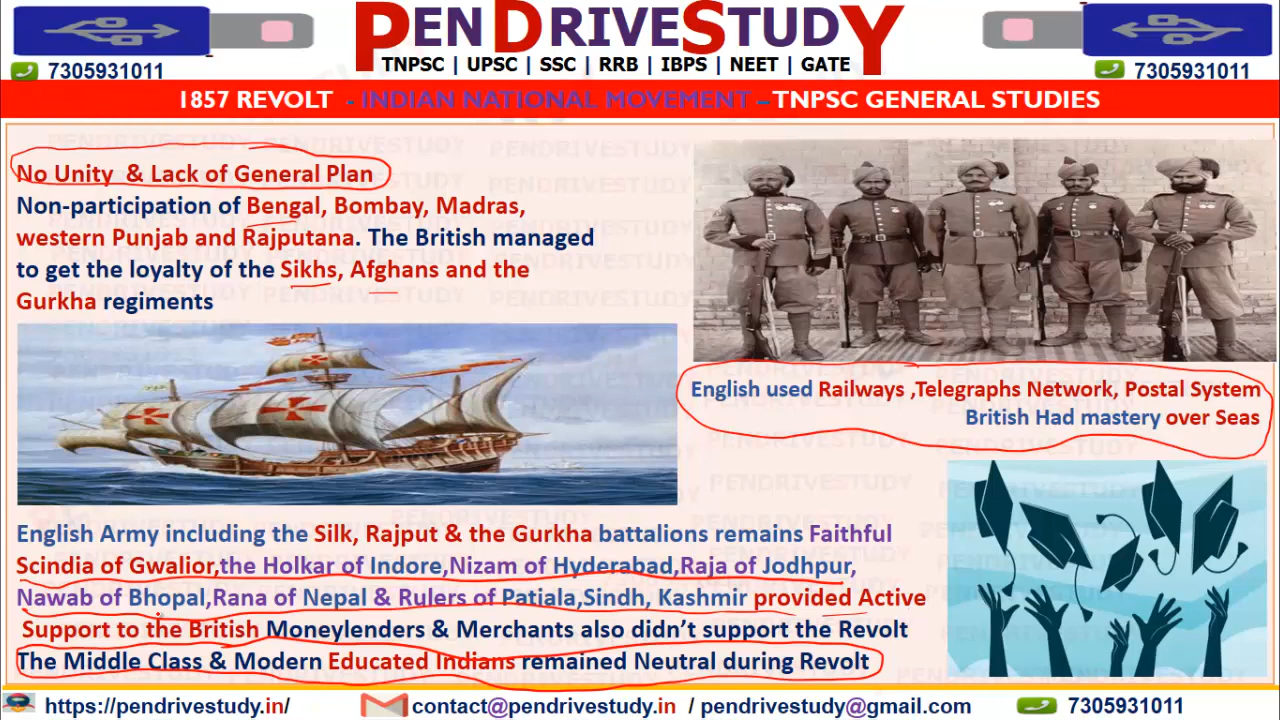 PENDRIVESTUDY
TNPSC | UPSC | SSC | RRB | IBPS | NEET | GATE
7305931011
7305931011
1857 REVOLT - INDIAN NATIONAL MOVEMENT – TNPSC GENERAL STUDIES
No Unity & Lack of General Plan
Non-participation of Bengal, Bombay, Madras,
western Punjab and Rajputana. The British managed
to get the loyalty of the Sikhs, Afghans and the
Gurkha regiments
English used Railways ,Telegraphs Network, Postal System
British Had mastery over Seas
English Army including the Silk, Rajput & the Gurkha battalions remains Faithful
Scindia of Gwalior,the Holkar of Indore,Nizam of Hyderabad,Raja of Jodhpur,
Nawab of Bhopal,Rana of Nepal & Rulers of Patiala,Sindh, Kashmir provided Active
Support to the British Moneylenders & Merchants also didn't support the Revolt
The Middle Class & Modern Educated Indians remained Neutral during Revolt
https://pendrivestudy.in/
contact@pendrivestudy.in / pendrivestudy@gmail.com
7305931011